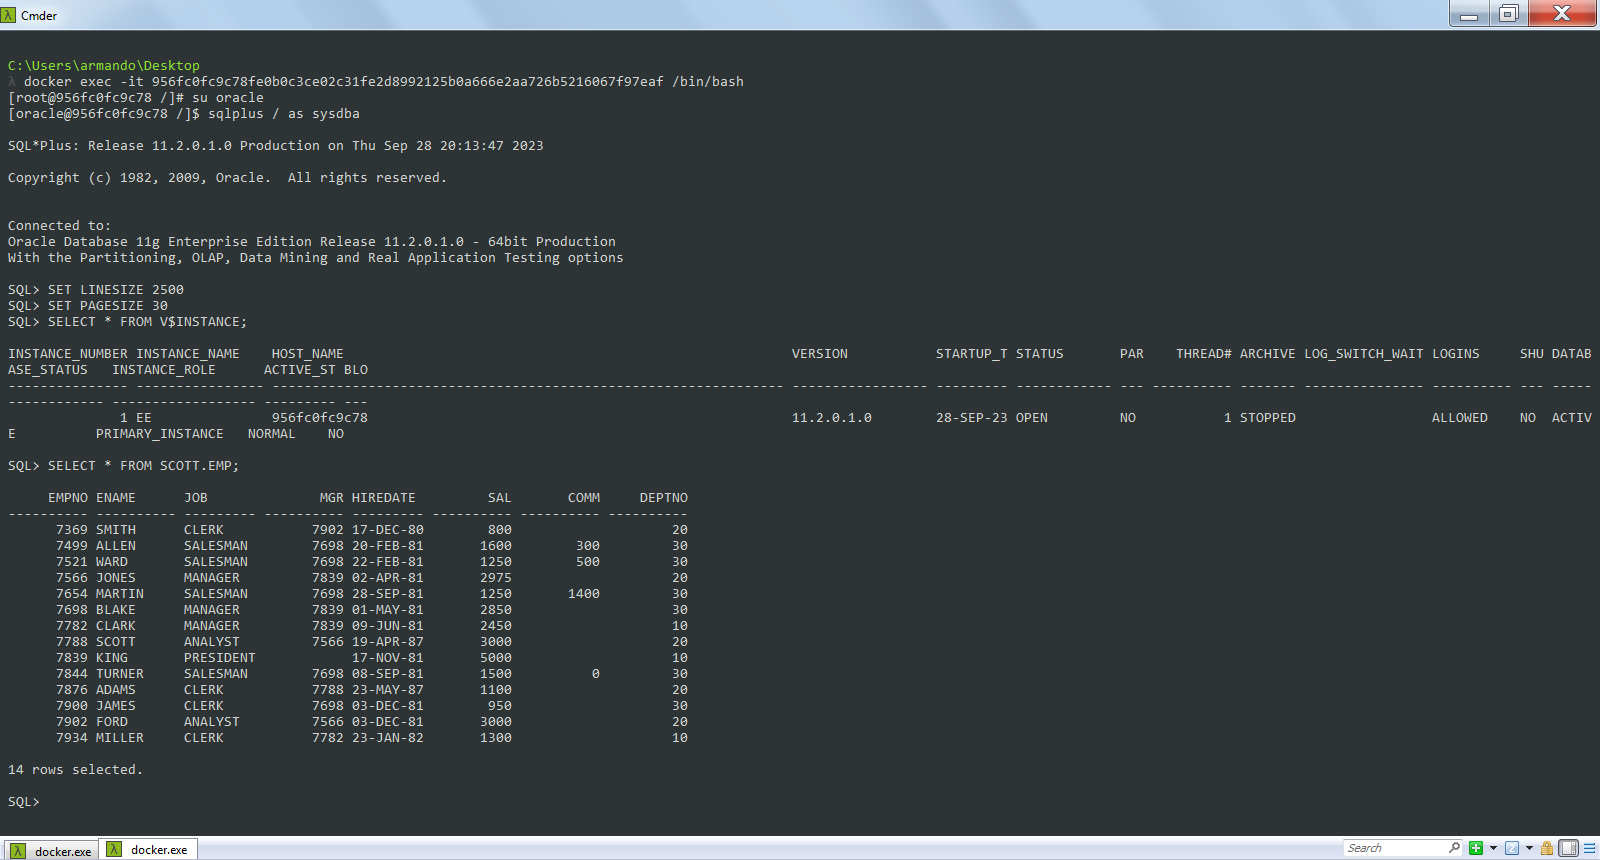 Cmder
C:\Users\armando\Desktop
λ docker exec -it 956fc0fc9c78fe0b0c3ce02c31fe2d8992125b0a666e2aa726b5216067f97eaf /bin/bash
[root@956fc0fc9c78 /]# su oracle
[oracle@956fc0fc9c78 /]$ sqlplus / as sysdba
SQL*Plus: Release 11.2.0.1.0 Production on Thu Sep 28 20:13:47 2023
Copyright (c) 1982, 2009, Oracle.  All rights reserved.
Connected to:
Oracle Database 11g Enterprise Edition Release 11.2.0.1.0 - 64bit Production
With the Partitioning, OLAP, Data Mining and Real Application Testing options
SQL> SET LINESIZE 2500
SQL> SET PAGESIZE 30
SQL> SELECT * FROM V$INSTANCE;
INSTANCE_NUMBER INSTANCE_NAME    HOST_NAME                                                        VERSION           STARTUP_T STATUS       PAR    THREAD# ARCHIVE LOG_SWITCH_WAIT LOGINS     SHU DATAB
ASE_STATUS   INSTANCE_ROLE      ACTIVE_ST BLO
--------------- ---------------- ---------------------------------------------------------------- ----------------- --------- ------------ --- ---------- ------- --------------- ---------- --- -----
------------ ------------------ --------- ---
              1 EE               956fc0fc9c78                                                     11.2.0.1.0        28-SEP-23 OPEN         NO           1 STOPPED                 ALLOWED    NO  ACTIV
E          PRIMARY_INSTANCE   NORMAL    NO
SQL> SELECT * FROM SCOTT.EMP;
     EMPNO ENAME      JOB              MGR HIREDATE         SAL       COMM     DEPTNO
---------- ---------- --------- ---------- --------- ---------- ---------- ----------
      7369 SMITH      CLERK           7902 17-DEC-80        800                    20
      7499 ALLEN      SALESMAN        7698 20-FEB-81       1600        300         30
      7521 WARD       SALESMAN        7698 22-FEB-81       1250        500         30
      7566 JONES      MANAGER         7839 02-APR-81       2975                    20
      7654 MARTIN     SALESMAN        7698 28-SEP-81       1250       1400         30
      7698 BLAKE      MANAGER         7839 01-MAY-81       2850                    30
      7782 CLARK      MANAGER         7839 09-JUN-81       2450                    10
      7788 SCOTT      ANALYST         7566 19-APR-87       3000                    20
      7839 KING       PRESIDENT            17-NOV-81       5000                    10
      7844 TURNER     SALESMAN        7698 08-SEP-81       1500          0         30
      7876 ADAMS      CLERK           7788 23-MAY-87       1100                    20
      7900 JAMES      CLERK           7698 03-DEC-81        950                    30
      7902 FORD       ANALYST         7566 03-DEC-81       3000                    20
      7934 MILLER     CLERK           7782 23-JAN-82       1300                    10
14 rows selected.
SQL>
λ docker.exe λ docker.exe Search